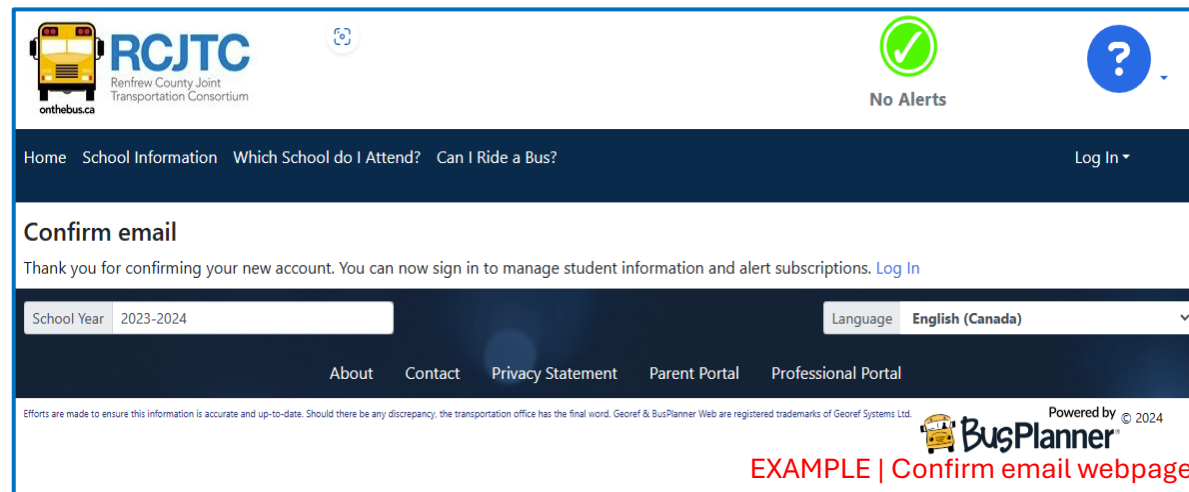 RCJTC
Renfrew County Joint
Transportation Consortium
onthebus.ca
No Alerts
?
Home School Information Which School do I Attend? Can I Ride a Bus?
Log In
Confirm email
Thank you for confirming your new account. You can now sign in to manage student information and alert subscriptions. Log In
School Year 2023-2024
Language English (Canada)
About Contact Privacy Statement Parent Portal Professional Portal
Efforts are made to ensure this information is accurate and up-to-date. Should there be any discrepancy, the transportation office has the final word. Georef & BusPlanner Web are registered trademarks of Georef Systems Ltd.
Powered by © 2024
BusPlanner®
EXAMPLE | Confirm email webpage